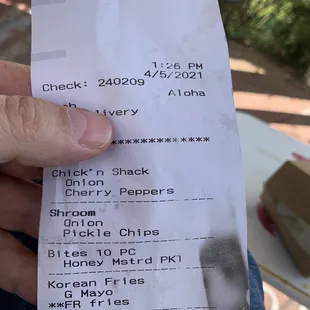 1:26 PM
4/5/2021
Check: 240209
Aloha
livery
*************
Chick'n Shack
Onion
Cherry Peppers
Shroom
Onion
Pickle Chips
Bites 10 PC
Honey Mstrd PKT
Korean Fries
G Mayo
**FR fries